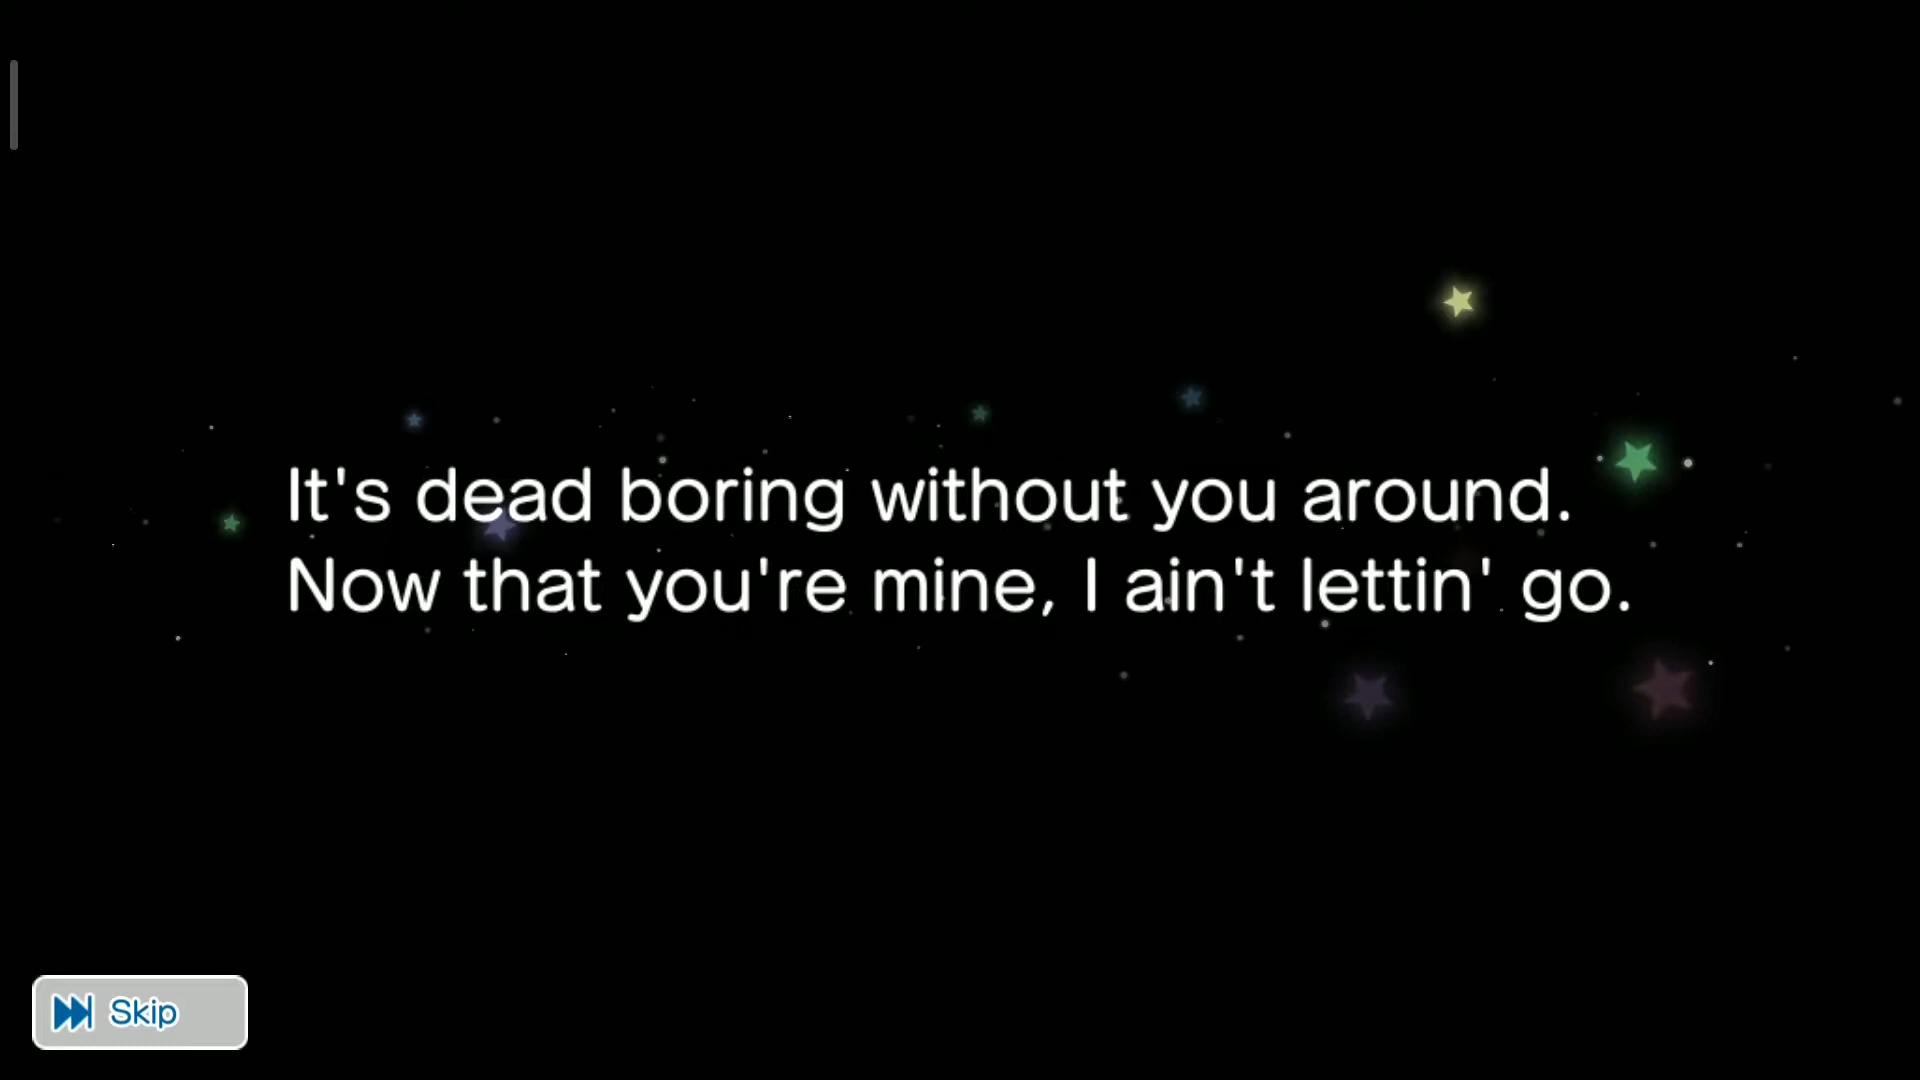 It's dead boring without you around.
Now that you're mine, I ain't lettin' go.
Skip